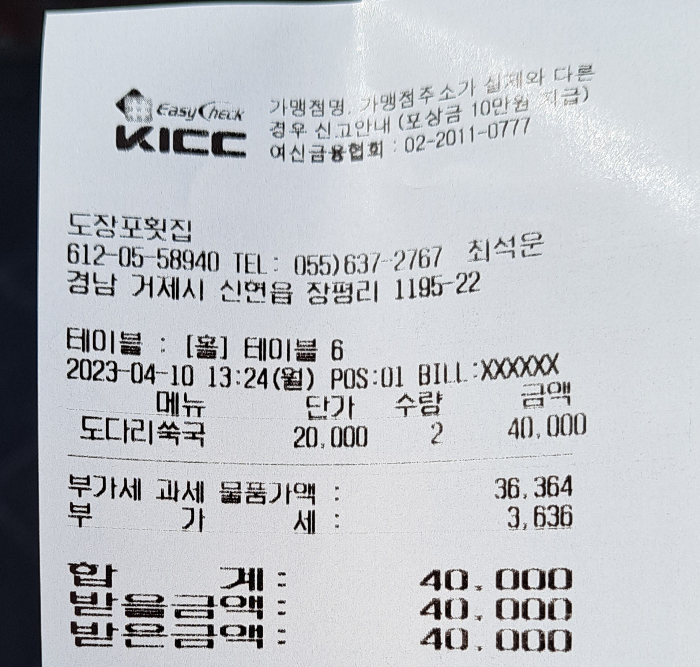 EasyCheck
KICC
가맹점명, 가맹점주소가 실제와 다른
경우 신고안내 (포상금 10만원 지급)
여신금융협회 : 02-2011-0777
도장포횟집
612-05-58940 TEL: 055)637-2767 최석운
경남 거제시 신현읍 장평리 1195-22
테이블 : [홀] 테이블 6
2023-04-10 13:24(월) POS:01 BILL:XXXXXX
메뉴 단가 수량 금액
도다리쑥국 20,000 2 40,000
부가세 과세 물품가액 : 36,364
부 가 세 : 3,636
합 계: 40,000
받을금액: 40,000
받은금액: 40,000